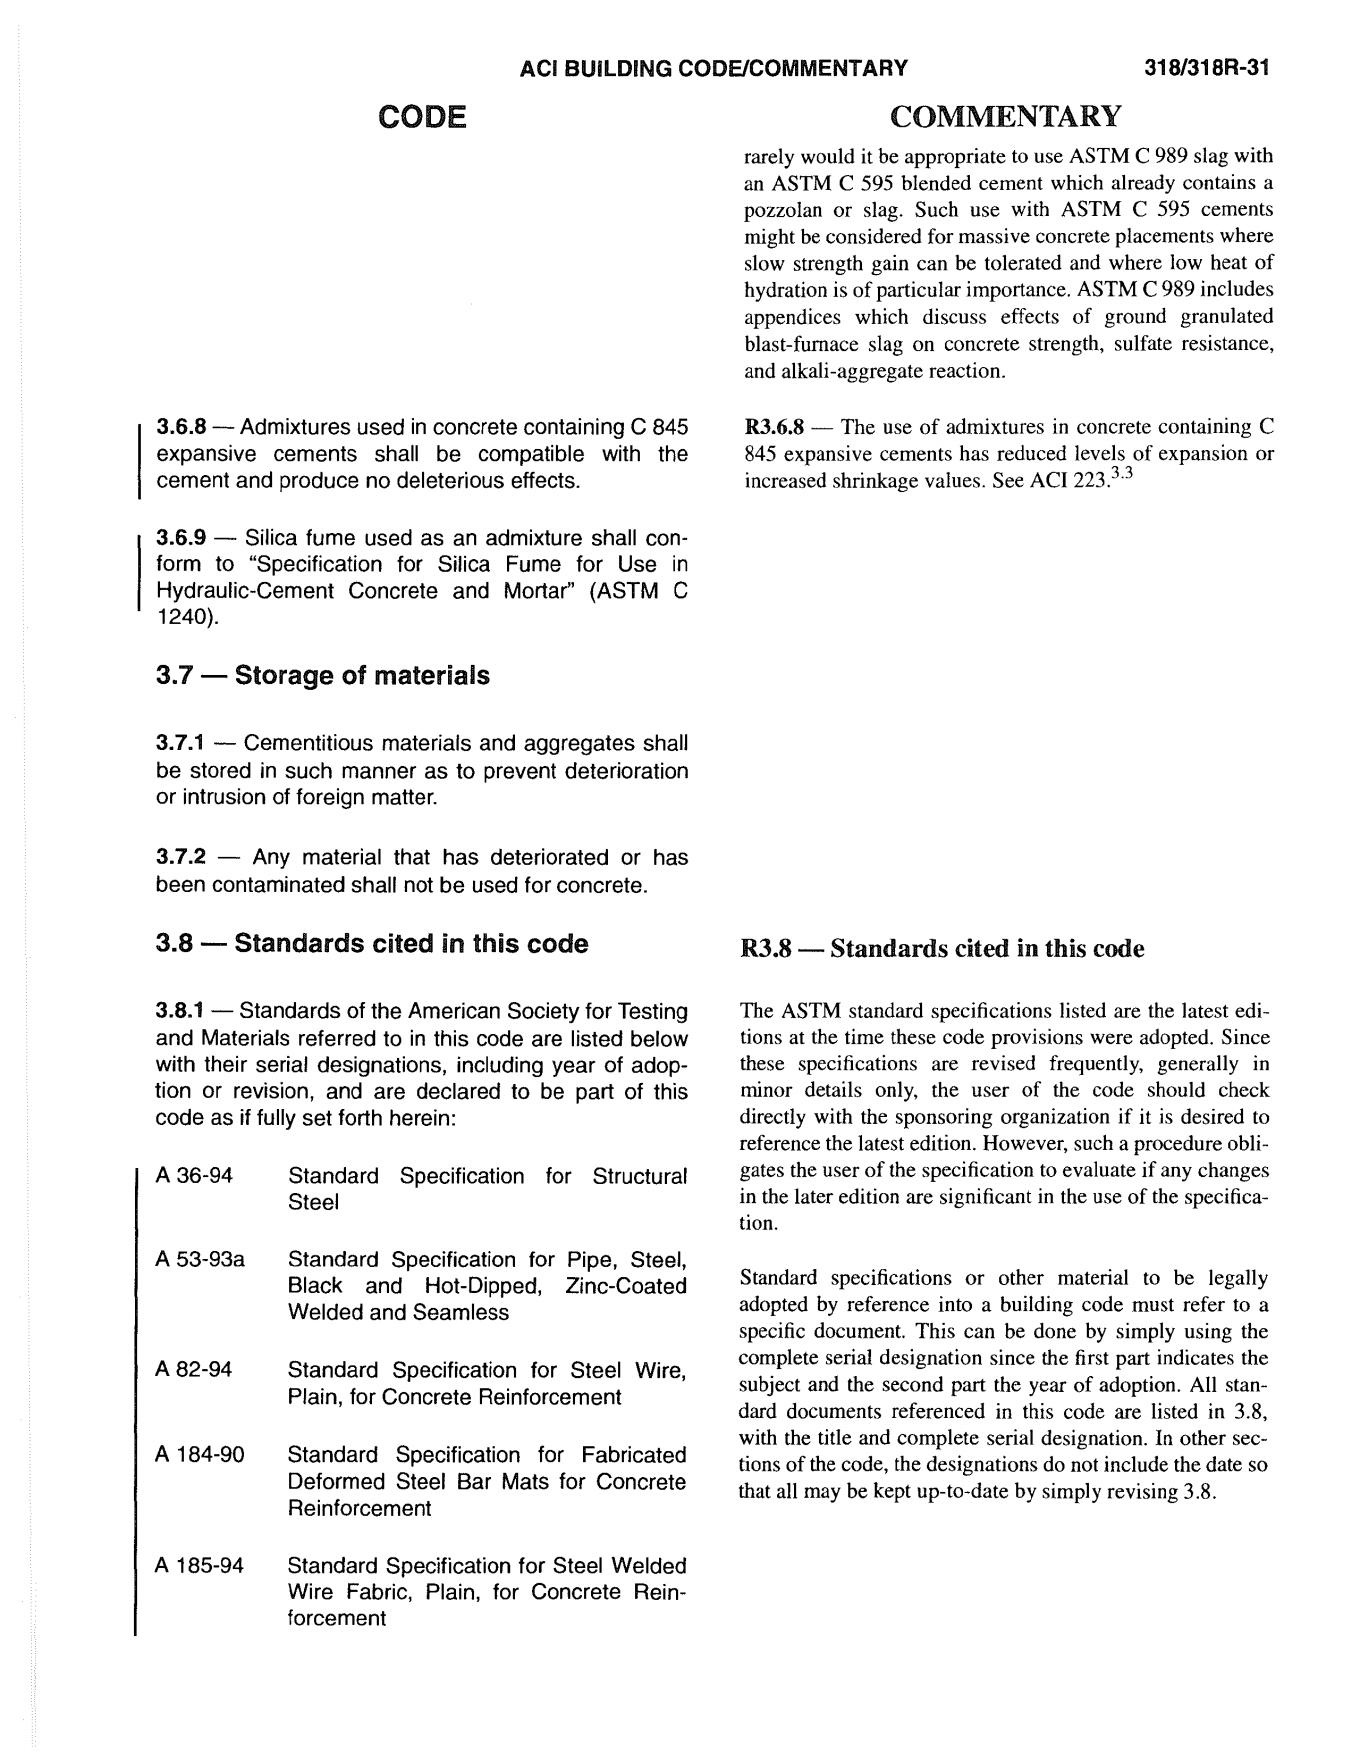 ACI BUILDING CODE/COMMENTARY 318/318R-31
CODE
3.6.8 — Admixtures used in concrete containing C 845
expansive cements shall be compatible with the
cement and produce no deleterious effects.
3.6.9 — Silica fume used as an admixture shall con-
form to “Specification for Silica Fume for Use in
Hydraulic-Cement Concrete and Mortar” (ASTM C
1240).
3.7 — Storage of materials
3.7.1 — Cementitious materials and aggregates shall
be stored in such manner as to prevent deterioration
or intrusion of foreign matter.
3.7.2 — Any material that has deteriorated or has
been contaminated shall not be used for concrete.
3.8 — Standards cited in this code
3.8.1 — Standards of the American Society for Testing
and Materials referred to in this code are listed below
with their serial designations, including year of adop-
tion or revision, and are declared to be part of this
code as if fully set forth herein:
A 36-94 Standard Specification for Structural
Steel
A 53-93a Standard Specification for Pipe, Steel,
Black and Hot-Dipped, Zinc-Coated
Welded and Seamless
A 82-94 Standard Specification for Steel Wire,
Plain, for Concrete Reinforcement
A 184-90 Standard Specification for Fabricated
Deformed Steel Bar Mats for Concrete
Reinforcement
A 185-94 Standard Specification for Steel Welded
Wire Fabric, Plain, for Concrete Rein-
forcement
COMMENTARY
rarely would it be appropriate to use ASTM C 989 slag with
an ASTM C 595 blended cement which already contains a
pozzolan or slag. Such use with ASTM C 595 cements
might be considered for massive concrete placements where
slow strength gain can be tolerated and where low heat of
hydration is of particular importance. ASTM C 989 includes
appendices which discuss effects of ground granulated
blast-furnace slag on concrete strength, sulfate resistance,
and alkali-aggregate reaction.
R3.6.8 — The use of admixtures in concrete containing C
845 expansive cements has reduced levels of expansion or
increased shrinkage values. See ACI 223.3.3
R3.8 — Standards cited in this code
The ASTM standard specifications listed are the latest edi-
tions at the time these code provisions were adopted. Since
these specifications are revised frequently, generally in
minor details only, the user of the code should check
directly with the sponsoring organization if it is desired to
reference the latest edition. However, such a procedure obli-
gates the user of the specification to evaluate if any changes
in the later edition are significant in the use of the specifica-
tion.
Standard specifications or other material to be legally
adopted by reference into a building code must refer to a
specific document. This can be done by simply using the
complete serial designation since the first part indicates the
subject and the second part the year of adoption. All stan-
dard documents referenced in this code are listed in 3.8,
with the title and complete serial designation. In other sec-
tions of the code, the designations do not include the date so
that all may be kept up-to-date by simply revising 3.8.